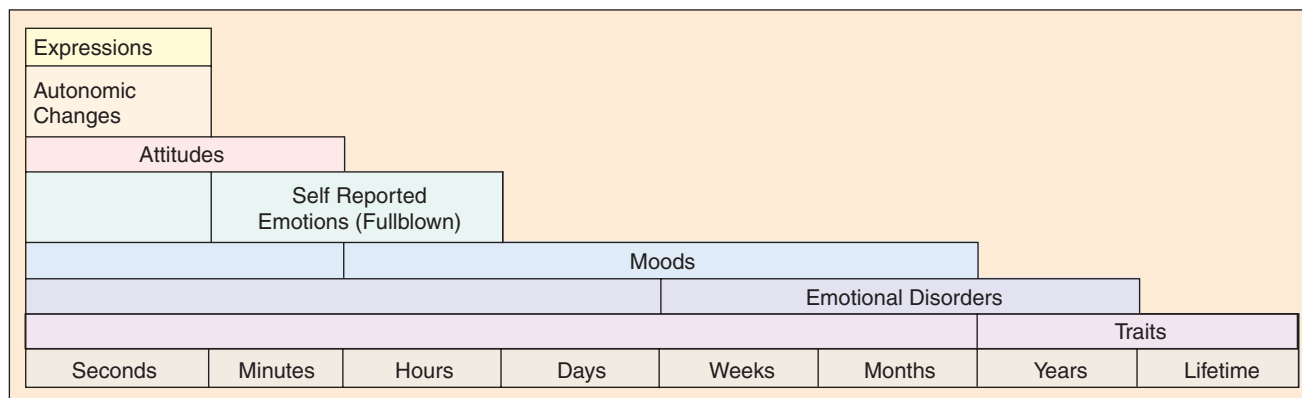 Expressions
Autonomic
Changes
Attitudes
Self Reported
Emotions (Fullblown)
Moods
Emotional Disorders
Traits
Seconds Minutes Hours Days Weeks Months Years Lifetime